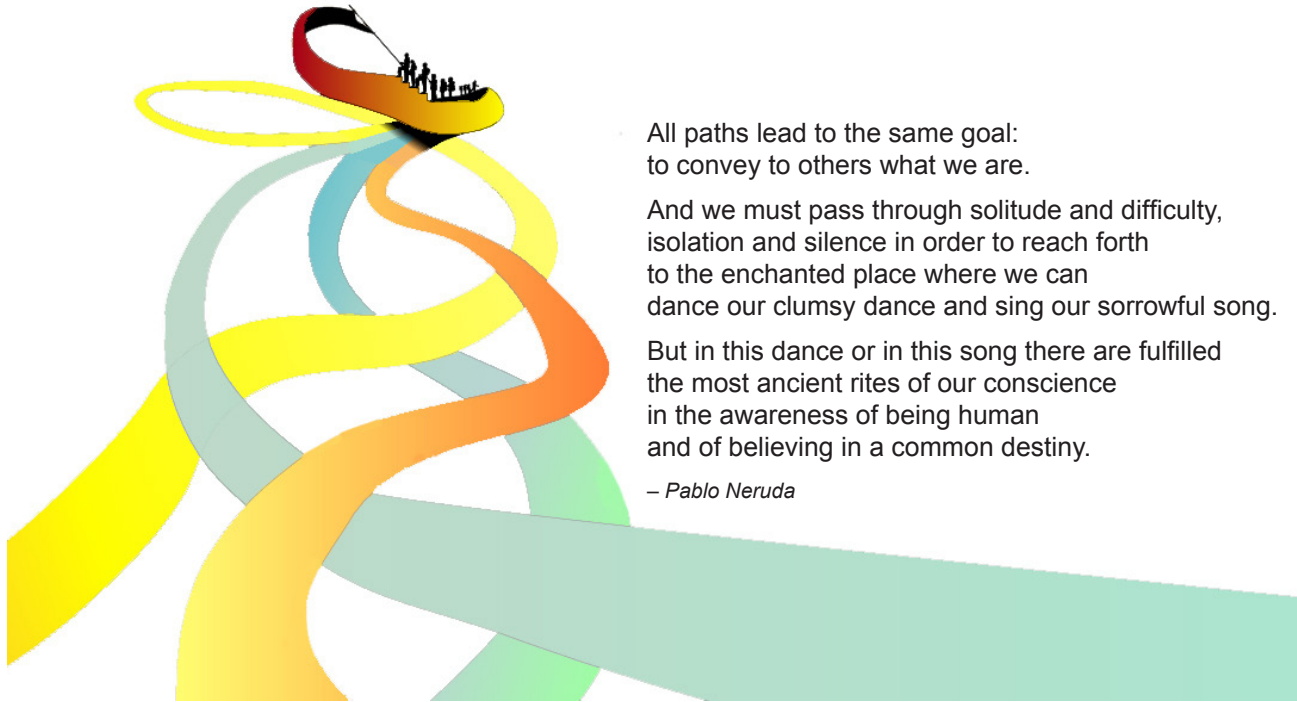 All paths lead to the same goal:
to convey to others what we are.
And we must pass through solitude and difficulty,
isolation and silence in order to reach forth
to the enchanted place where we can
dance our clumsy dance and sing our sorrowful song.
But in this dance or in this song there are fulfilled
the most ancient rites of our conscience
in the awareness of being human
and of believing in a common destiny.
– Pablo Neruda